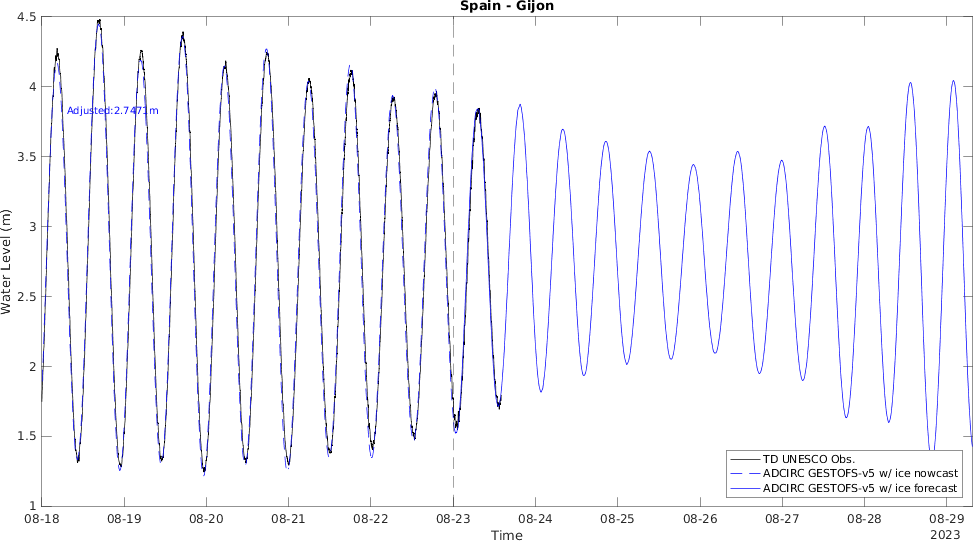 Spain - Gijon
4.5
4
3.5
3
2.5
2
1.5
1
Water Level (m)
Adjusted:2.7471m
TD UNESCO Obs.
ADCIRC GESTOFS-v5 w/ ice nowcast
ADCIRC GESTOFS-v5 w/ ice forecast
08-18 08-19 08-20 08-21 08-22 08-23 08-24 08-25 08-26 08-27 08-28 08-29
2023
Time